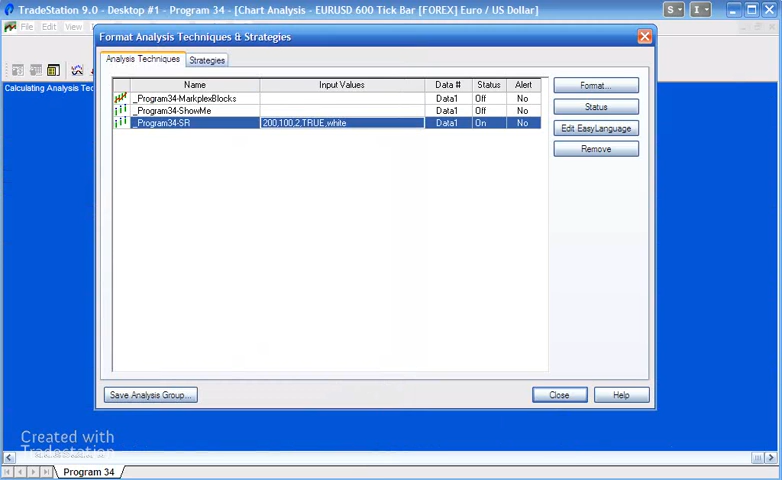 TradeStation 9.0 - Desktop #1 - Program 34 - [Chart Analysis - EURUSD 600 Tick Bar [FOREX] Euro / US Dollar]
S
I
File Edit View
Format Analysis Techniques & Strategies
Analysis Techniques Strategies
Calculating Analysis Tec
Name Input Values Data # Status Alert
_Program34-MarkplexBlocks Data1 Off No
_Program34-ShowMe Data1 Off No
_Program34-SR 200,100,2,TRUE,white Data1 On No
Format...
Status
Edit EasyLanguage
Remove
Save Analysis Group...
Close
Help
Created with
Tradestation
Program 34